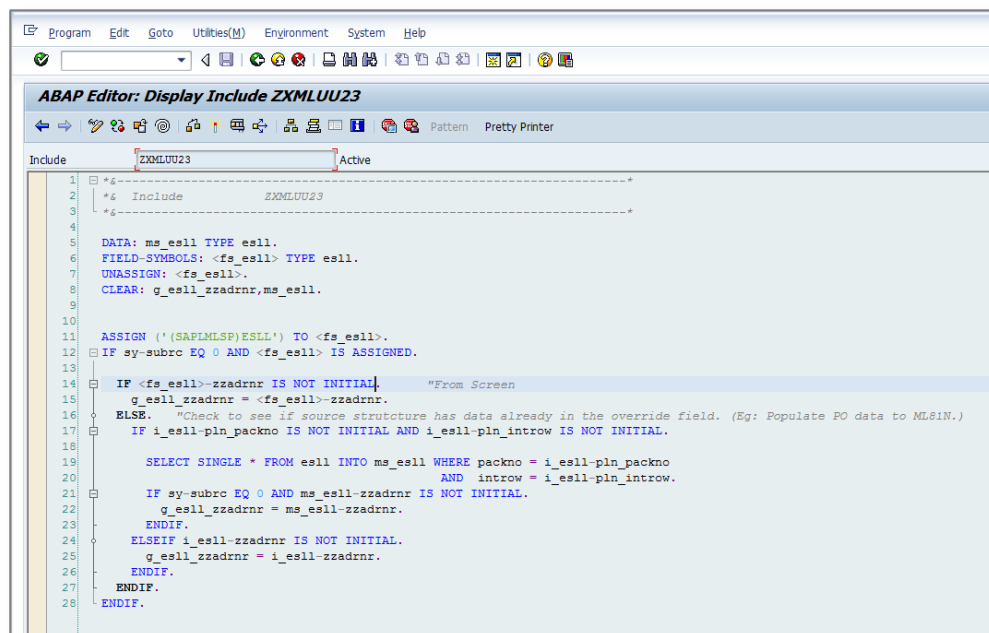 Program Edit Goto Utilities(M) Environment System Help
ABAP Editor: Display Include ZXMLUU23
Pattern Pretty Printer
Include ZXMLUU23 Active
1 *&---------------------------------------------------------------------*
2 *& Include ZXMLUU23
3 *&---------------------------------------------------------------------*
4
5 DATA: ms_esll TYPE esll.
6 FIELD-SYMBOLS: <fs_esll> TYPE esll.
7 UNASSIGN: <fs_esll>.
8 CLEAR: g_esll_zzadrnr,ms_esll.
9
10
11 ASSIGN ('(SAPLMLSP)ESLL') TO <fs_esll>.
12 IF sy-subrc EQ 0 AND <fs_esll> IS ASSIGNED.
13
14 IF <fs_esll>-zzadrnr IS NOT INITIAL. "From Screen
15 g_esll_zzadrnr = <fs_esll>-zzadrnr.
16 ELSE. "Check to see if source strutcture has data already in the override field. (Eg: Populate PO data to ML81N.)
17 IF i_esll-pln_packno IS NOT INITIAL AND i_esll-pln_introw IS NOT INITIAL.
18
19 SELECT SINGLE * FROM esll INTO ms_esll WHERE packno = i_esll-pln_packno
20 AND introw = i_esll-pln_introw.
21 IF sy-subrc EQ 0 AND ms_esll-zzadrnr IS NOT INITIAL.
22 g_esll_zzadrnr = ms_esll-zzadrnr.
23 ENDIF.
24 ELSEIF i_esll-zzadrnr IS NOT INITIAL.
25 g_esll_zzadrnr = i_esll-zzadrnr.
26 ENDIF.
27 ENDIF.
28 ENDIF.